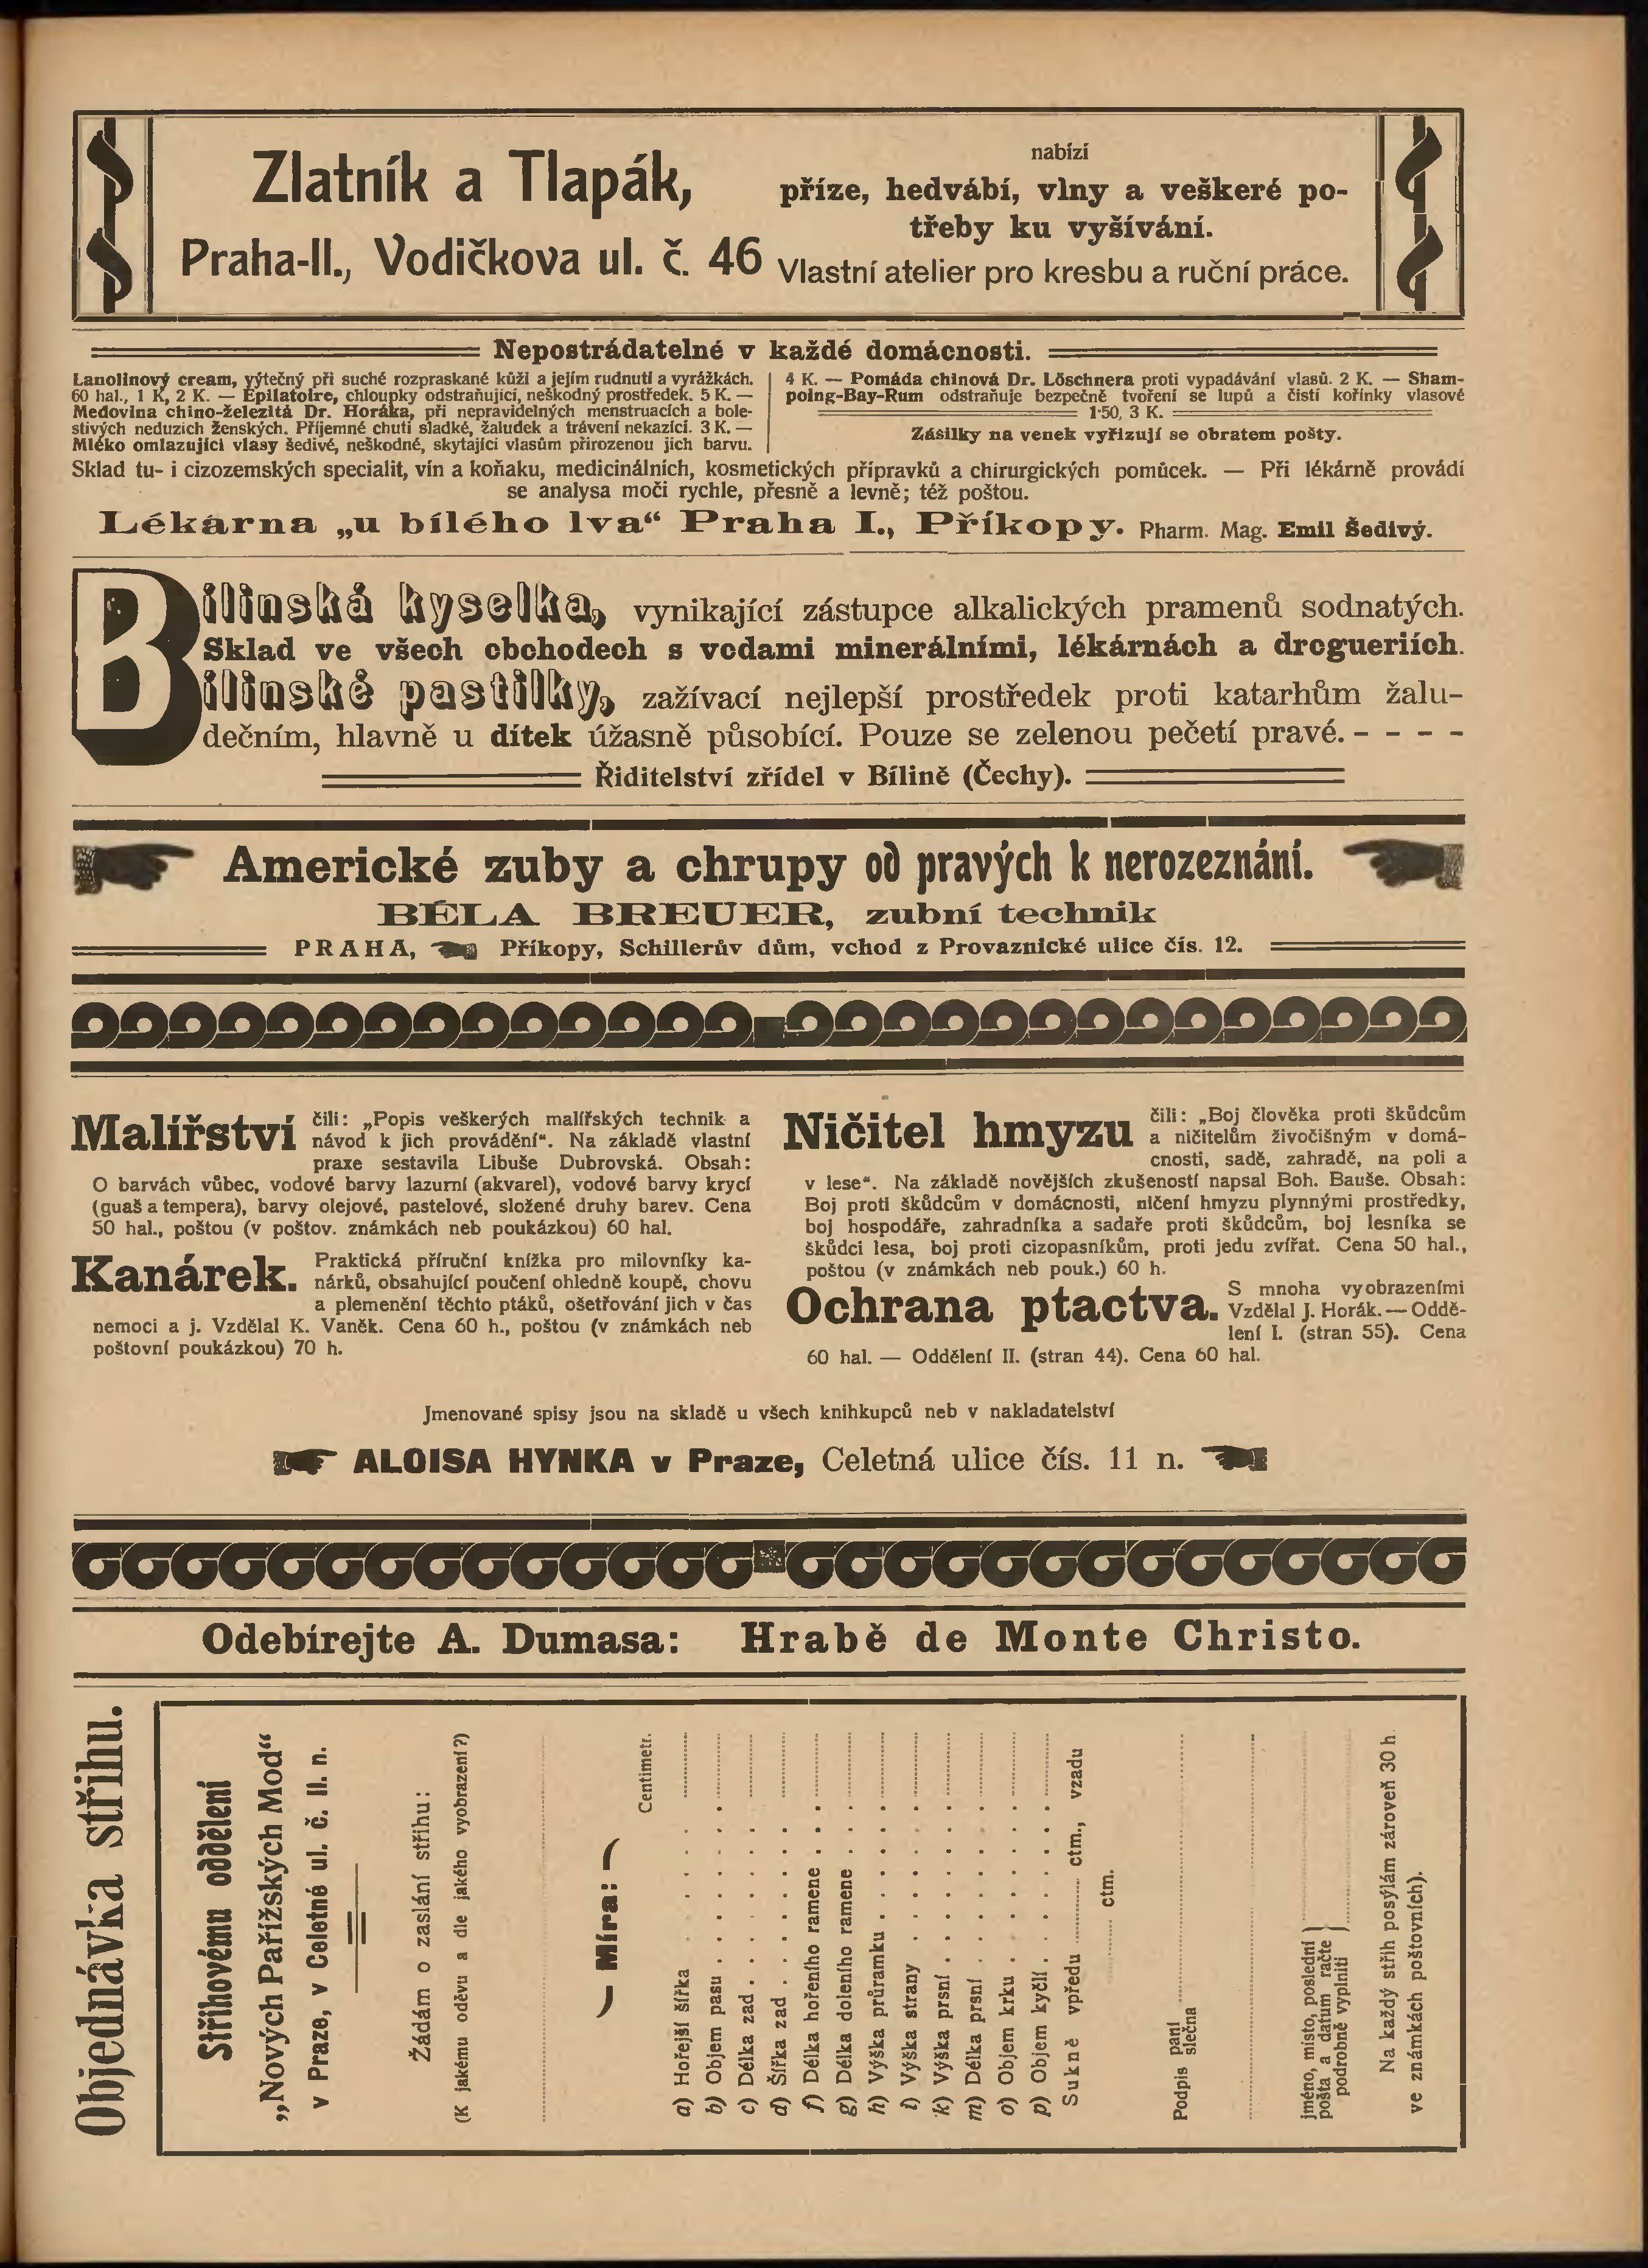 Zlatník a Tlapák,
Praha-II., Vodičkova ul. č. 46
nabízí
příze, hedvábí, vlny a veškeré po-
třeby ku vyšívání.
Vlastní atelier pro kresbu a ruční práce.
Nepostrádatelné v každé domácnosti.
Lanolinový cream, výtečný při suché rozpraskané kůži a jejím rudnutí a vyrážkách.
60 hal., 1 K, 2 K. — Epilatoire, chloupky odstraňující, neškodný prostředek. 5 K. —
Medovina chino-železitá Dr. Horáka, při nepravidelných menstruacích a bole-
stivých neduzích ženských. Příjemné chuti sladké, žaludek a trávení nekazící. 3 K. —
Mléko omlazující vlasy šedivé, neškodné, skytající vlasům přirozenou jich barvu.
4 K. — Pomáda chinová Dr. Löschnera proti vypadávání vlasů. 2 K. — Sham-
poing-Bay-Rum odstraňuje bezpečně tvoření se lupů a čistí kořínky vlasové
1·50, 3 K.
Zásilky na venek vyřizují se obratem pošty.
Sklad tu- i cizozemských specialit, vín a koňaku, medicinálních, kosmetických přípravků a chirurgických pomůcek. — Při lékárně provádí
se analysa moči rychle, přesně a levně; též poštou.
Lékárna „u bílého lva“ Praha I., Příkopy. Pharm. Mag. Emil Šedivý.
Bílinská kyselka, vynikající zástupce alkalických pramenů sodnatých.
Sklad ve všech obchodech s vodami minerálními, lékárnách a drogueriích.
Bílinské pastilky, zažívací nejlepší prostředek proti katarhům žalu-
dečním, hlavně u dítek úžasně působící. Pouze se zelenou pečetí pravé. - - - -
Řiditelství zřídel v Bílině (Čechy).
Americké zuby a chrupy od pravých k nerozeznání.
BÉLA BREUER, zubní technik
PRAHA, Příkopy, Schillerův dům, vchod z Provaznické ulice čís. 12.
Malířství čili: „Popis veškerých malířských technik a
návod k jich provádění“. Na základě vlastní
praxe sestavila Libuše Dubrovská. Obsah:
O barvách vůbec, vodové barvy lazurní (akvarel), vodové barvy krycí
(guaš a tempera), barvy olejové, pastelové, složené druhy barev. Cena
50 hal., poštou (v poštov. známkách neb poukázkou) 60 hal.
Kanárek. Praktická příruční knížka pro milovníky ka-
nárků, obsahující poučení ohledně koupě, chovu
a plemenění těchto ptáků, ošetřování jich v čas
nemoci a j. Vzdělal K. Vaněk. Cena 60 h., poštou (v známkách neb
poštovní poukázkou) 70 h.
Ničitel hmyzu čili: „Boj člověka proti škůdcům
a ničitelům živočišným v domá-
cnosti, sadě, zahradě, na poli a
v lese“. Na základě novějších zkušeností napsal Boh. Bauše. Obsah:
Boj proti škůdcům v domácnosti, ničení hmyzu plynnými prostředky,
boj hospodáře, zahradníka a sadaře proti škůdcům, boj lesníka se
škůdci lesa, boj proti cizopasníkům, proti jedu zvířat. Cena 50 hal.,
poštou (v známkách neb pouk.) 60 h.
Ochrana ptactva. S mnoha vyobrazeními
Vzdělal J. Horák. — Oddě-
lení I. (stran 55). Cena
60 hal. — Oddělení II. (stran 44). Cena 60 hal.
Jmenované spisy jsou na skladě u všech knihkupců neb v nakladatelství
ALOISA HYNKA v Praze, Celetná ulice čís. 11 n.
Odebírejte A. Dumasa: Hrabě de Monte Christo.
Objednávka střihu.
Střihovému oddělení
„Nových Pařížských Mod“
v Praze, v Celetné ul. č. 11. n.
Žádám o zaslání střihu:
(K jakému oděvu a dle jakého vyobrazení?)
Míra:
Centimetr.
a) Hořejší šířka
b) Objem pasu
c) Délka zad
d) Šířka zad
f) Délka hořeního ramene
g) Délka doleního ramene
h) Výška průramku
i) Výška strany
k) Výška prsní
m) Délka prsní
o) Objem krku
p) Objem kyčlí
Sukně vpředu ctm., vzadu
ctm.
Podpis paní
slečna
jméno, místo, poslední
pošta a datum račte
podrobně vyplniti
Na každý střih posýlám zároveň 30 h
ve známkách poštovních).